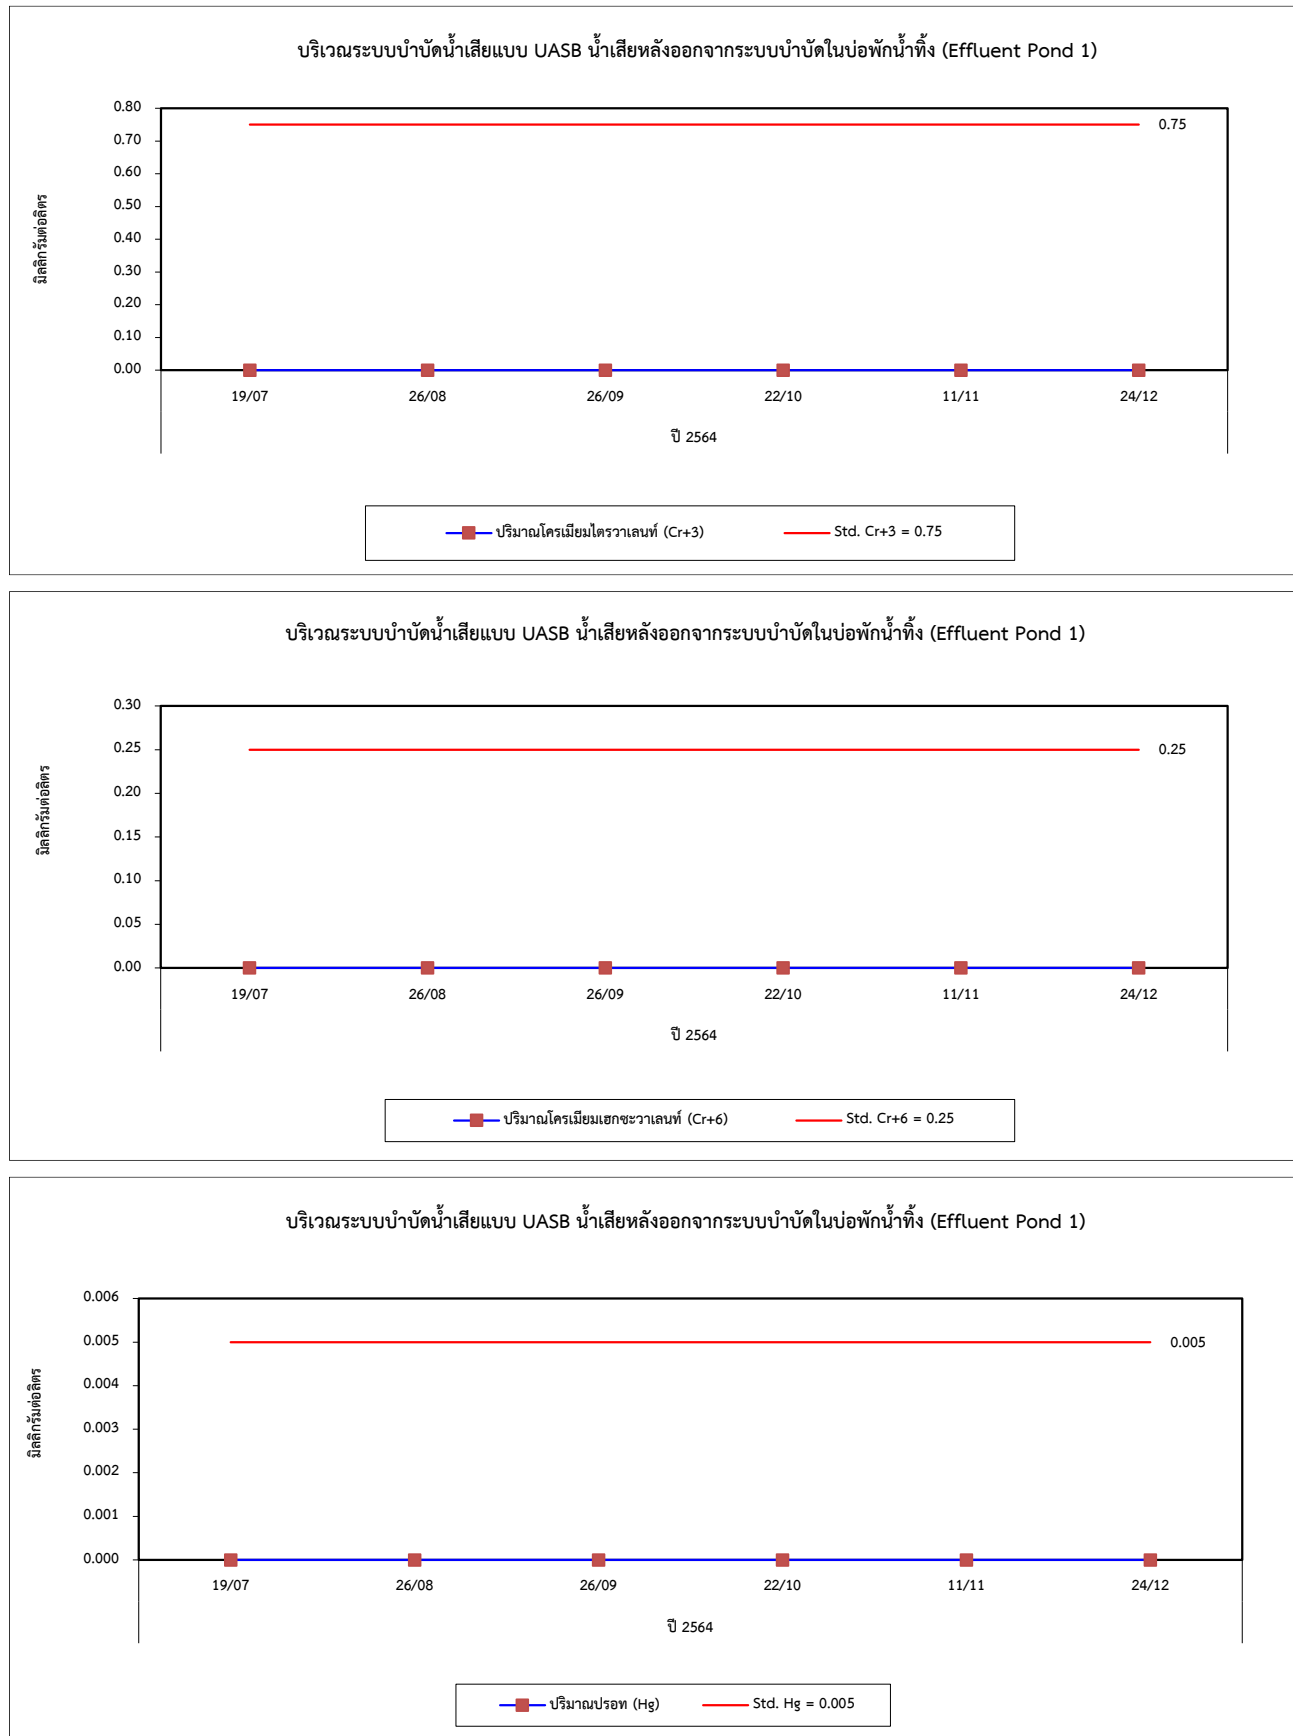 บริเวณระบบบำบัดน้ำเสียแบบ UASB น้ำเสียหลังออกจากระบบบำบัดในบ่อพักน้ำทิ้ง (Effluent Pond 1)
มิลลิกรัมต่อลิตร
0.80
0.70
0.60
0.50
0.40
0.30
0.20
0.10
0.00
0.75
19/07 26/08 26/09 22/10 11/11 24/12
ปี 2564
ปริมาณโครเมียมไตรวาเลนท์ (Cr+3) Std. Cr+3 = 0.75
บริเวณระบบบำบัดน้ำเสียแบบ UASB น้ำเสียหลังออกจากระบบบำบัดในบ่อพักน้ำทิ้ง (Effluent Pond 1)
มิลลิกรัมต่อลิตร
0.30
0.25
0.20
0.15
0.10
0.05
0.00
0.25
19/07 26/08 26/09 22/10 11/11 24/12
ปี 2564
ปริมาณโครเมียมเฮกซะวาเลนท์ (Cr+6) Std. Cr+6 = 0.25
บริเวณระบบบำบัดน้ำเสียแบบ UASB น้ำเสียหลังออกจากระบบบำบัดในบ่อพักน้ำทิ้ง (Effluent Pond 1)
มิลลิกรัมต่อลิตร
0.006
0.005
0.004
0.003
0.002
0.001
0.000
0.005
19/07 26/08 26/09 22/10 11/11 24/12
ปี 2564
ปริมาณปรอท (Hg) Std. Hg = 0.005